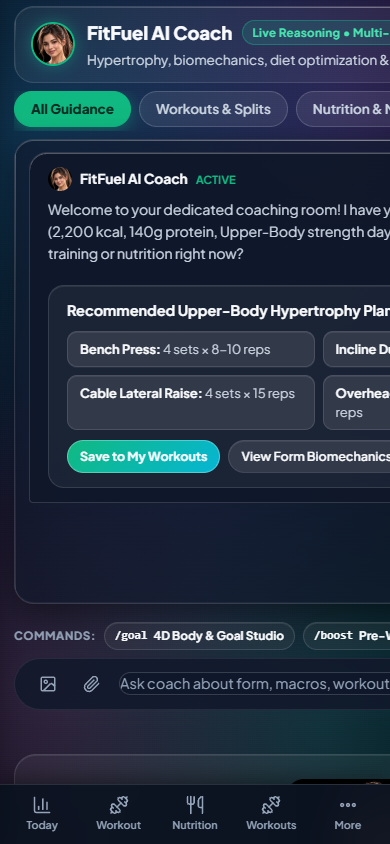 FitFuel AI Coach
Live Reasoning • Multi-
Hypertrophy, biomechanics, diet optimization &
All Guidance
Workouts & Splits
Nutrition &
FitFuel AI Coach ACTIVE
Welcome to your dedicated coaching room! I have
(2,200 kcal, 140g protein, Upper-Body strength day
training or nutrition right now?
Recommended Upper-Body Hypertrophy Plan
Bench Press: 4 sets × 8–10 reps
Incline
Cable Lateral Raise: 4 sets × 15 reps
Overhea
reps
Save to My Workouts
View Form Biomechanics
COMMANDS:
/goal 4D Body & Goal Studio
/boost Pre-
Ask coach about form, macros, workout
Today
Workout
Nutrition
Workouts
More